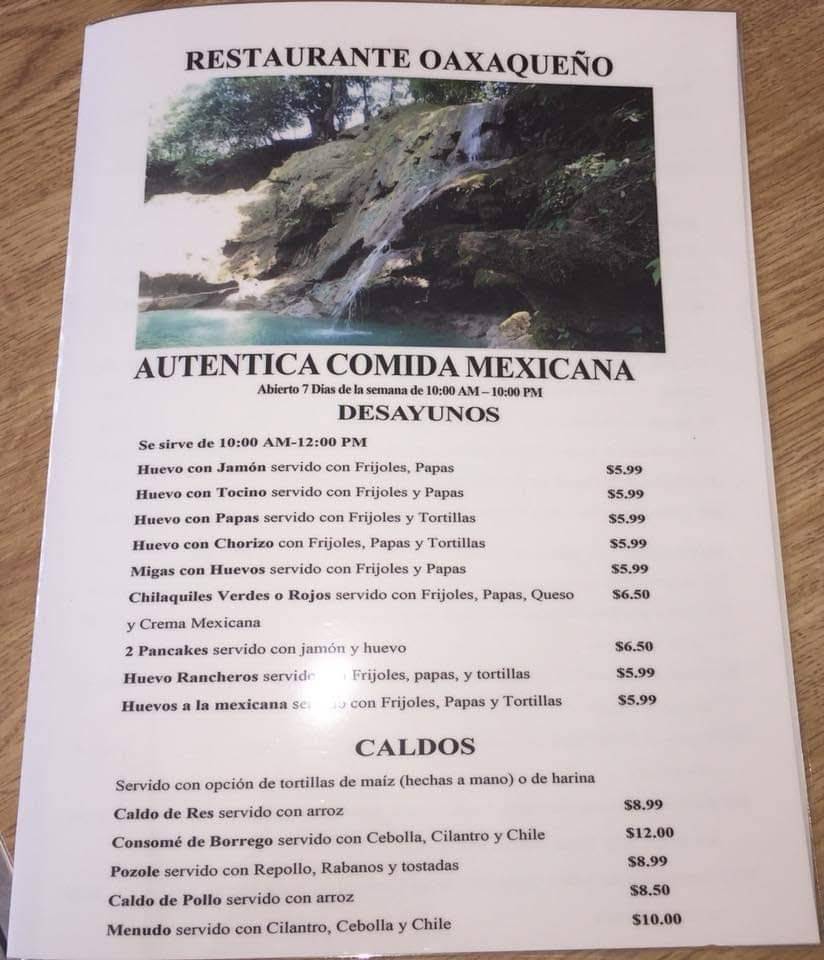 RESTAURANTE OAXAQUEÑO
AUTENTICA COMIDA MEXICANA
Abierto 7 Dias de la semana de 10:00 AM – 10:00 PM
DESAYUNOS
Se sirve de 10:00 AM-12:00 PM
Huevo con Jamón servido con Frijoles, Papas $5.99
Huevo con Tocino servido con Frijoles y Papas $5.99
Huevo con Papas servido con Frijoles y Tortillas $5.99
Huevo con Chorizo con Frijoles, Papas y Tortillas $5.99
Migas con Huevos servido con Frijoles y Papas $5.99
Chilaquiles Verdes o Rojos servido con Frijoles, Papas, Queso $6.50
y Crema Mexicana
2 Pancakes servido con jamón y huevo $6.50
Huevo Rancheros Frijoles, papas, y tortillas $5.99
Huevos a la mexicana con Frijoles, Papas y Tortillas $5.99
CALDOS
Servido con opción de tortillas de maíz (hechas a mano) o de harina
Caldo de Res servido con arroz $8.99
Consomé de Borrego servido con Cebolla, Cilantro y Chile $12.00
Pozole servido con Repollo, Rabanos y tostadas $8.99
Caldo de Pollo servido con arroz $8.50
Menudo servido con Cilantro, Cebolla y Chile $10.00